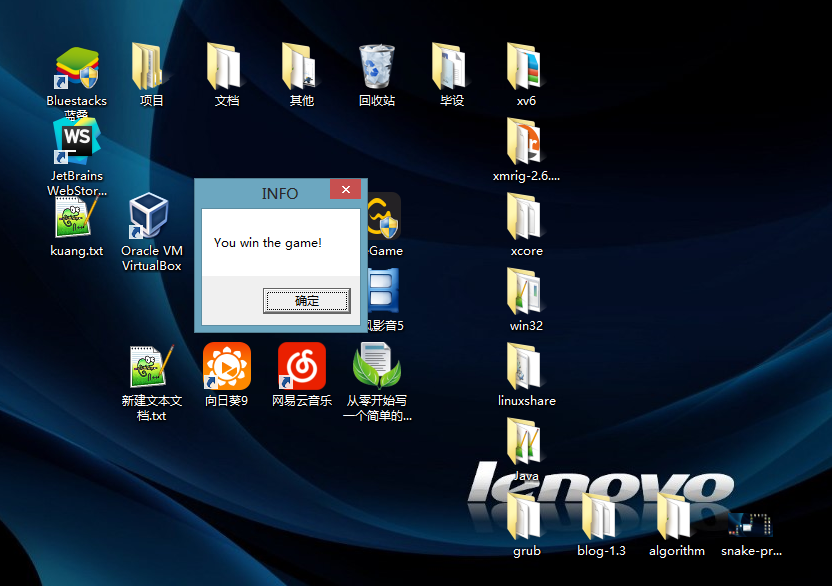 Bluestacks
项目
文档
其他
回收站
毕设
xv6
WS
JetBrains
WebStor...
xmrig-2.6....
kuang.txt
Oracle VM
VirtualBox
INFO
You win the game!
确定
Game
xcore
影音5
win32
新建文本文
档.txt
向日葵9
网易云音乐
从零开始写
一个简单的...
linuxshare
Java
lenovo
grub
blog-1.3
algorithm
snake-pr...